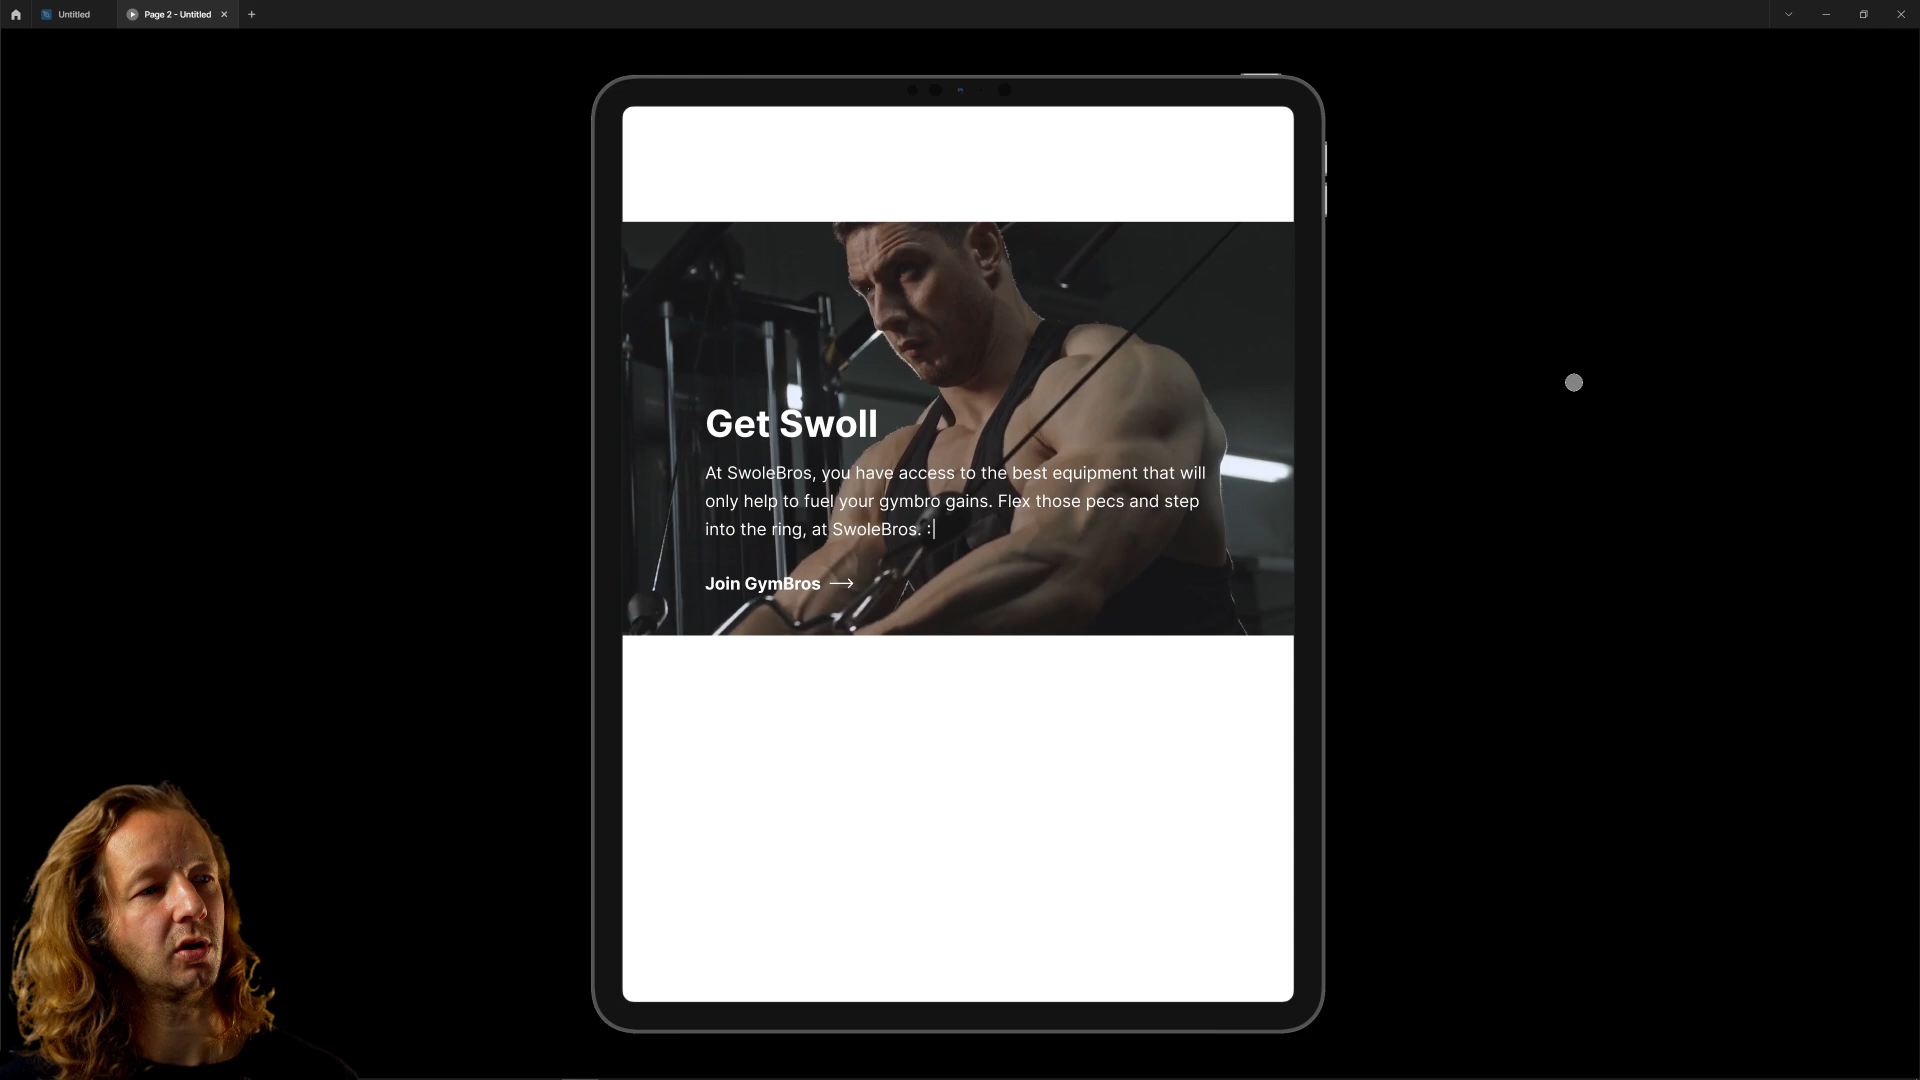 Untitled
Page 2 - Untitled
Get Swoll
At SwoleBros, you have access to the best equipment that will
only help to fuel your gymbro gains. Flex those pecs and step
into the ring, at SwoleBros. :|
Join GymBros →